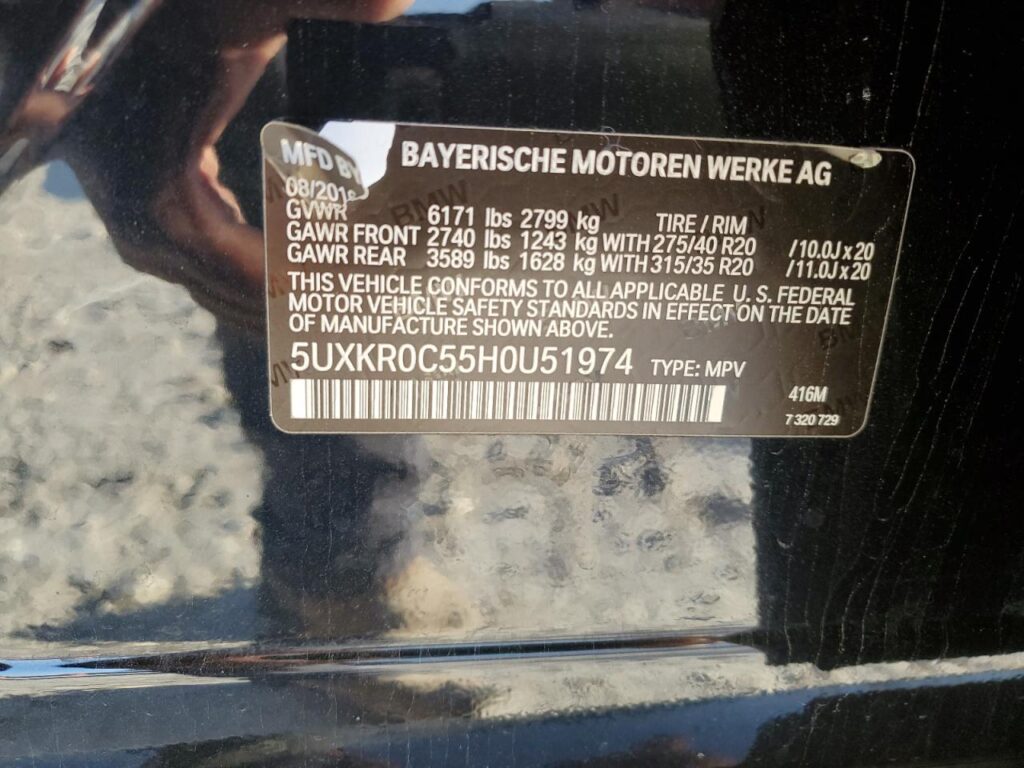 MFD BY BAYERISCHE MOTOREN WERKE AG
08/2016
GVWR 6171 lbs 2799 kg TIRE / RIM
GAWR FRONT 2740 lbs 1243 kg WITH 275/40 R20 /10.0J x 20
GAWR REAR 3589 lbs 1628 kg WITH 315/35 R20 /11.0J x 20
THIS VEHICLE CONFORMS TO ALL APPLICABLE U. S. FEDERAL
MOTOR VEHICLE SAFETY STANDARDS IN EFFECT ON THE DATE
OF MANUFACTURE SHOWN ABOVE.
5UXKR0C55H0U51974 TYPE: MPV
416M
7 320 729